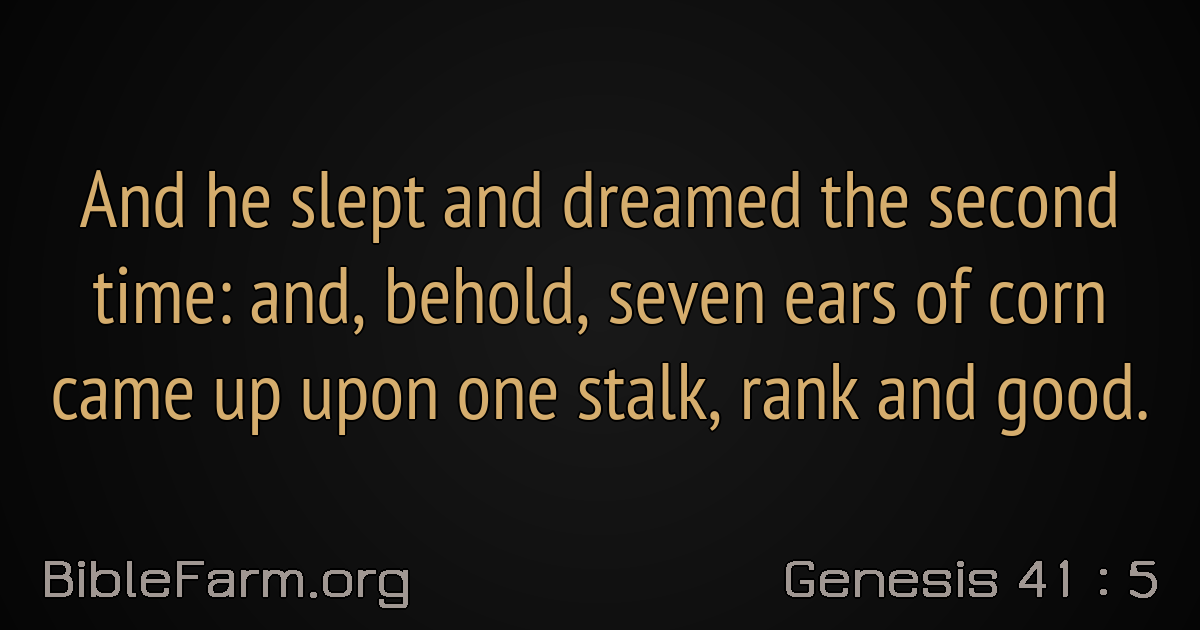 And he slept and dreamed the second
time: and, behold, seven ears of corn
came up upon one stalk, rank and good.
BibleFarm.org
Genesis 41 : 5